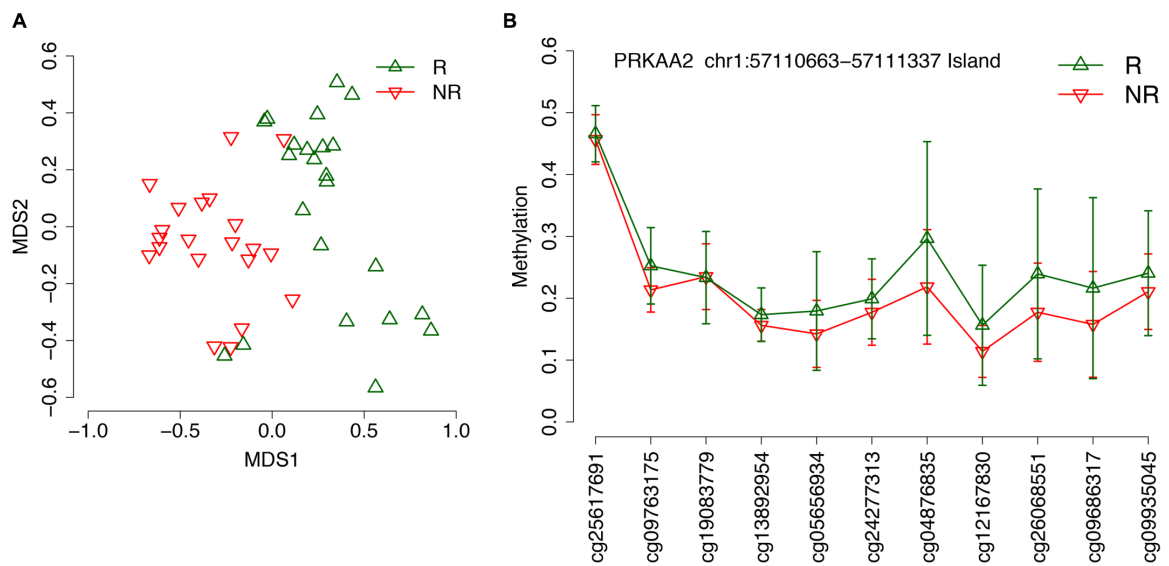 A
R
NR
MDS2
0.6
0.4
0.2
0.0
−0.2
−0.4
−0.6
−1.0 −0.5 0.0 0.5 1.0
MDS1
B
PRKAA2 chr1:57110663−57111337 Island
R
NR
Methylation
0.6
0.5
0.4
0.3
0.2
0.1
0.0
cg25617691
cg09763175
cg19083779
cg13892954
cg05656934
cg24277313
cg04876835
cg12167830
cg26068551
cg09686317
cg09935045